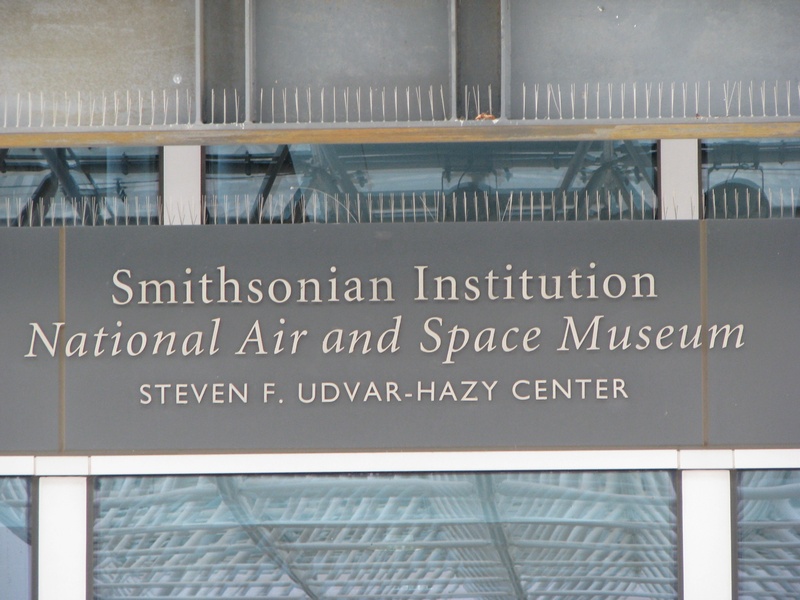 Smithsonian Institution
National Air and Space Museum
STEVEN F. UDVAR-HAZY CENTER